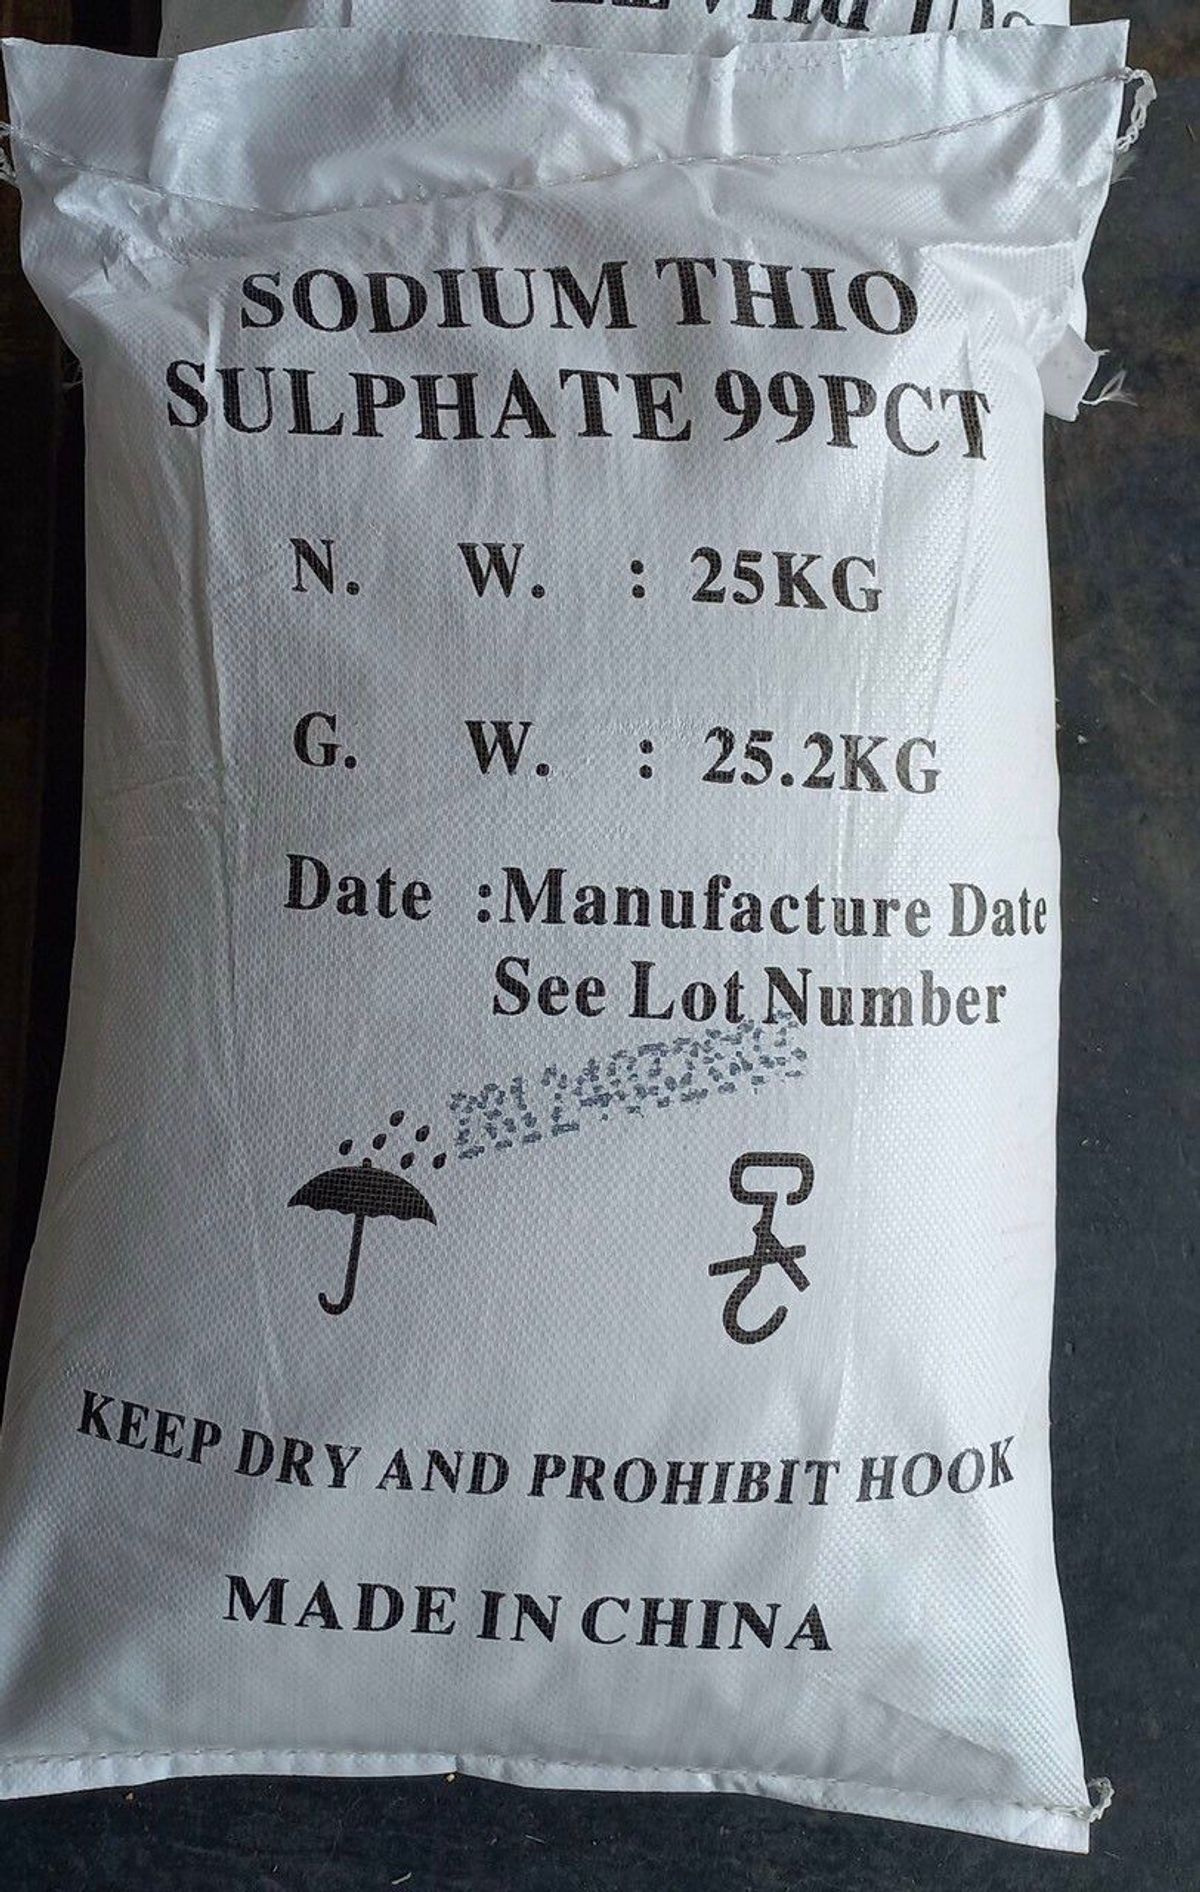 SODIUM THIO
SULPHATE 99PCT
N. W. : 25KG
G. W. : 25.2KG
Date :Manufacture Date
See Lot Number
KEEP DRY AND PROHIBIT HOOK
MADE IN CHINA